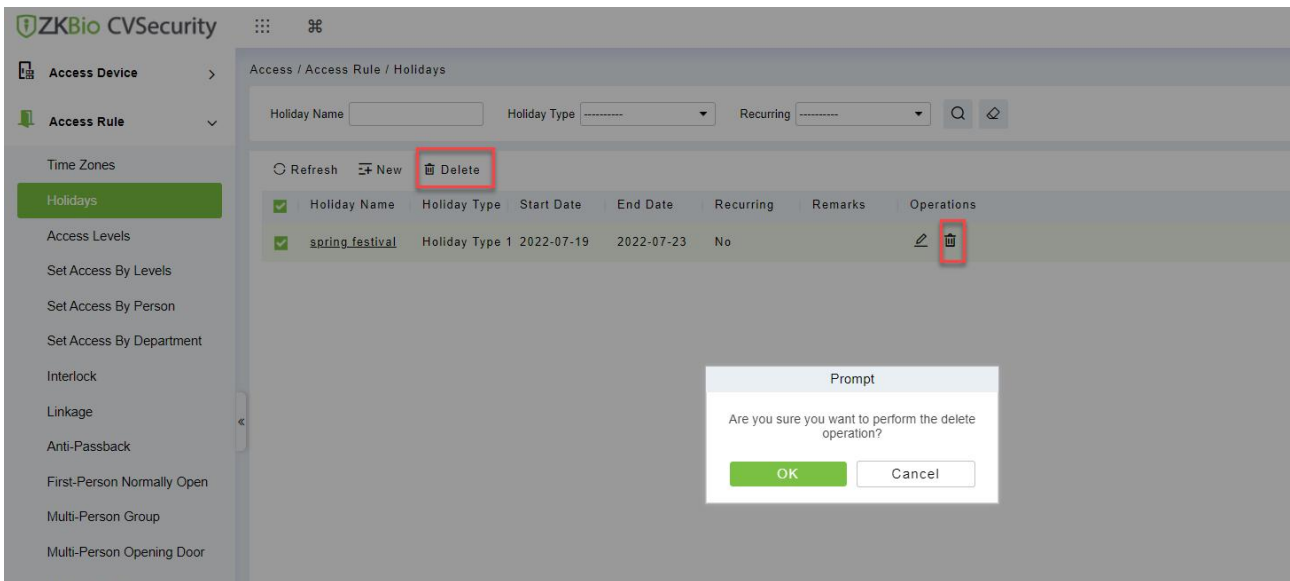 ZKBio CVSecurity
Access Device
Access / Access Rule / Holidays
Access Rule
Holiday Name
Holiday Type ----------
Recurring ----------
Time Zones
Holidays
Access Levels
Set Access By Levels
Set Access By Person
Set Access By Department
Interlock
Linkage
Anti-Passback
First-Person Normally Open
Multi-Person Group
Multi-Person Opening Door
Refresh New Delete
Holiday Name Holiday Type Start Date End Date Recurring Remarks Operations
spring festival Holiday Type 1 2022-07-19 2022-07-23 No
Prompt
Are you sure you want to perform the delete
operation?
OK Cancel